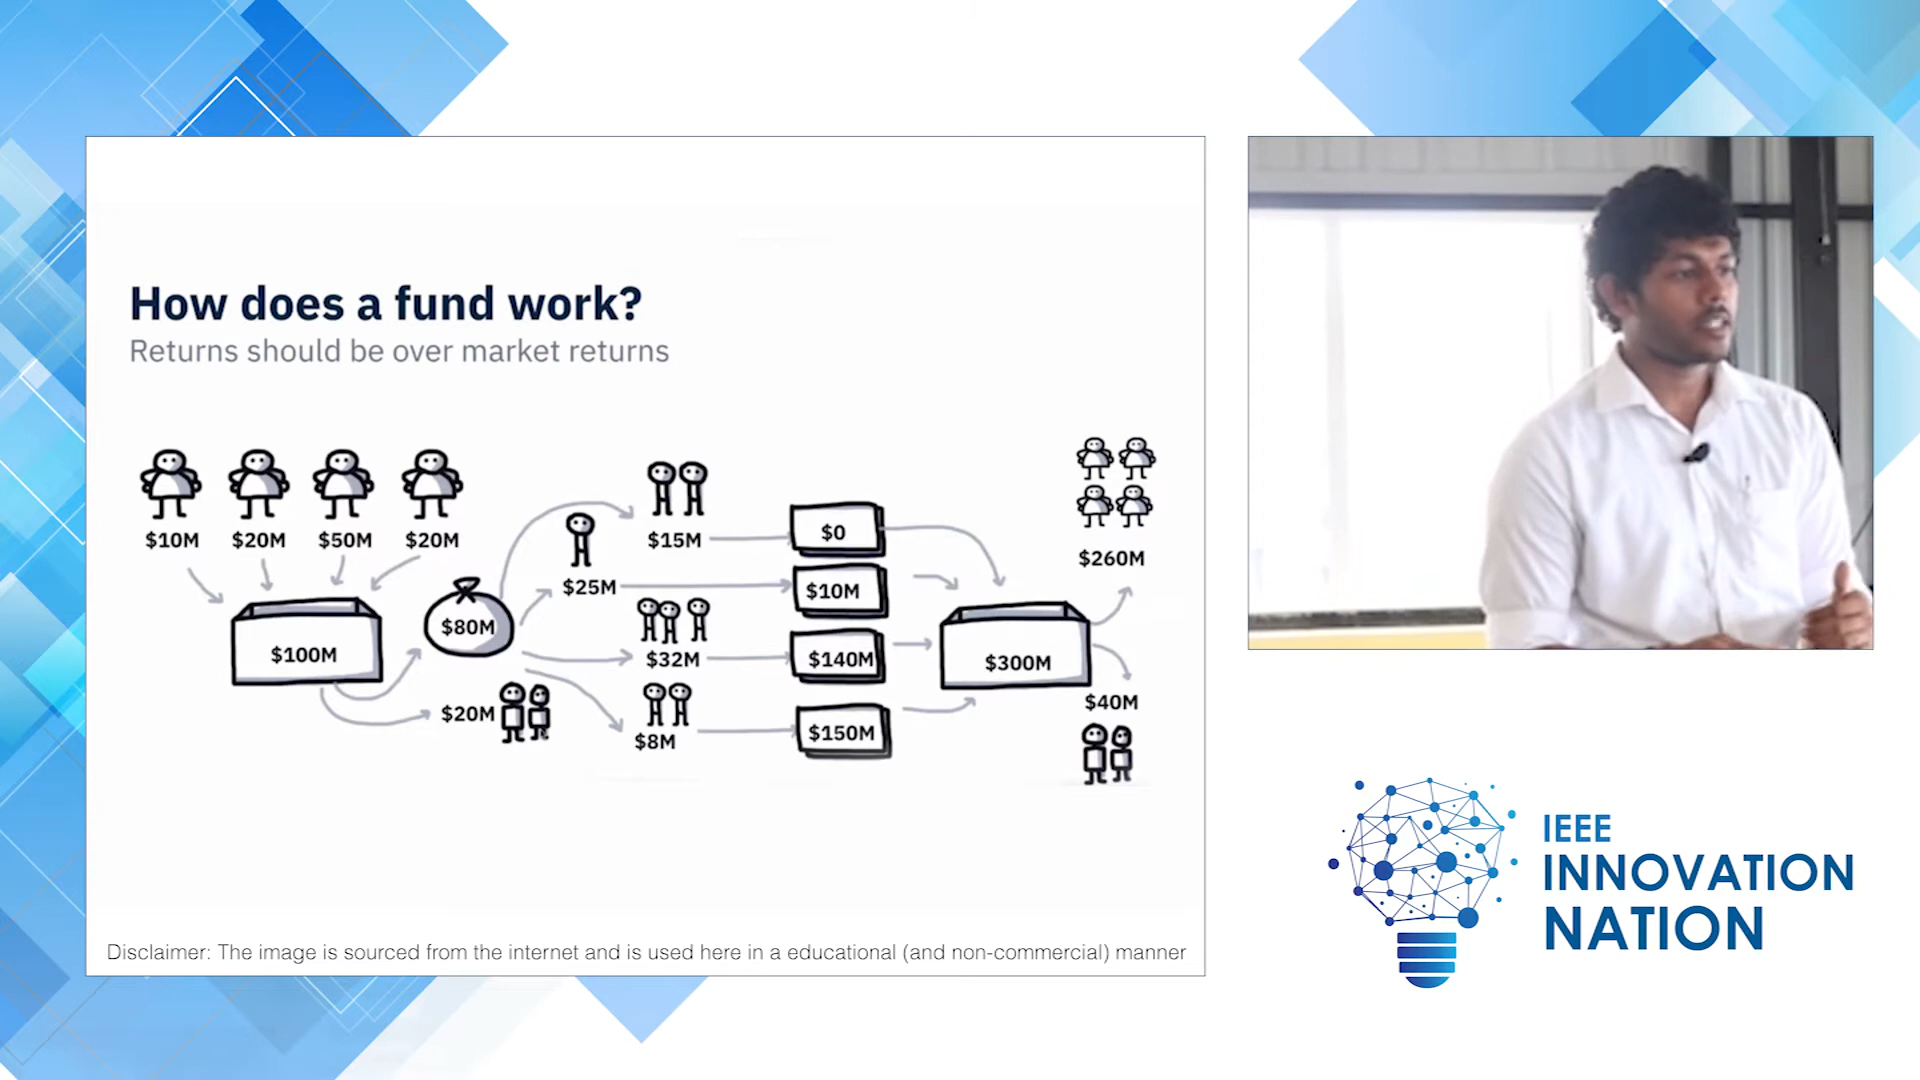 How does a fund work?
Returns should be over market returns
$10M
$20M
$50M
$20M
$100M
$80M
$20M
$15M
$25M
$32M
$8M
$0
$10M
$140M
$150M
$300M
$260M
$40M
Disclaimer: The image is sourced from the internet and is used here in a educational (and non-commercial) manner
IEEE
INNOVATION
NATION